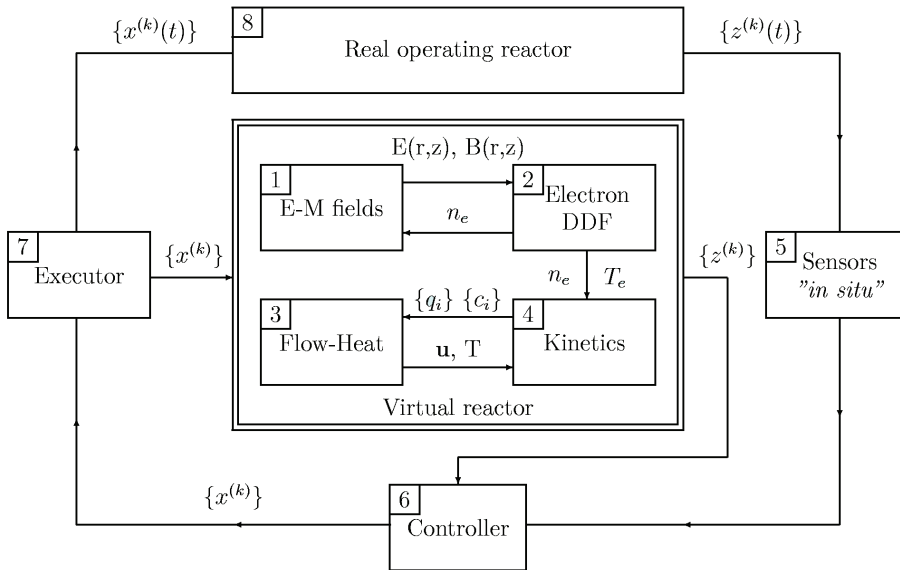 8
{x^{(k)}(t)}
Real operating reactor
{z^{(k)}(t)}
E(r,z), B(r,z)
1
E-M fields
2
Electron
DDF
n_e
7
Executor
{x^{(k)}}
{z^{(k)}}
5
Sensors
"in situ"
n_e T_e
{q_i} {c_i}
3
Flow-Heat
4
Kinetics
u, T
Virtual reactor
{x^{(k)}}
6
Controller